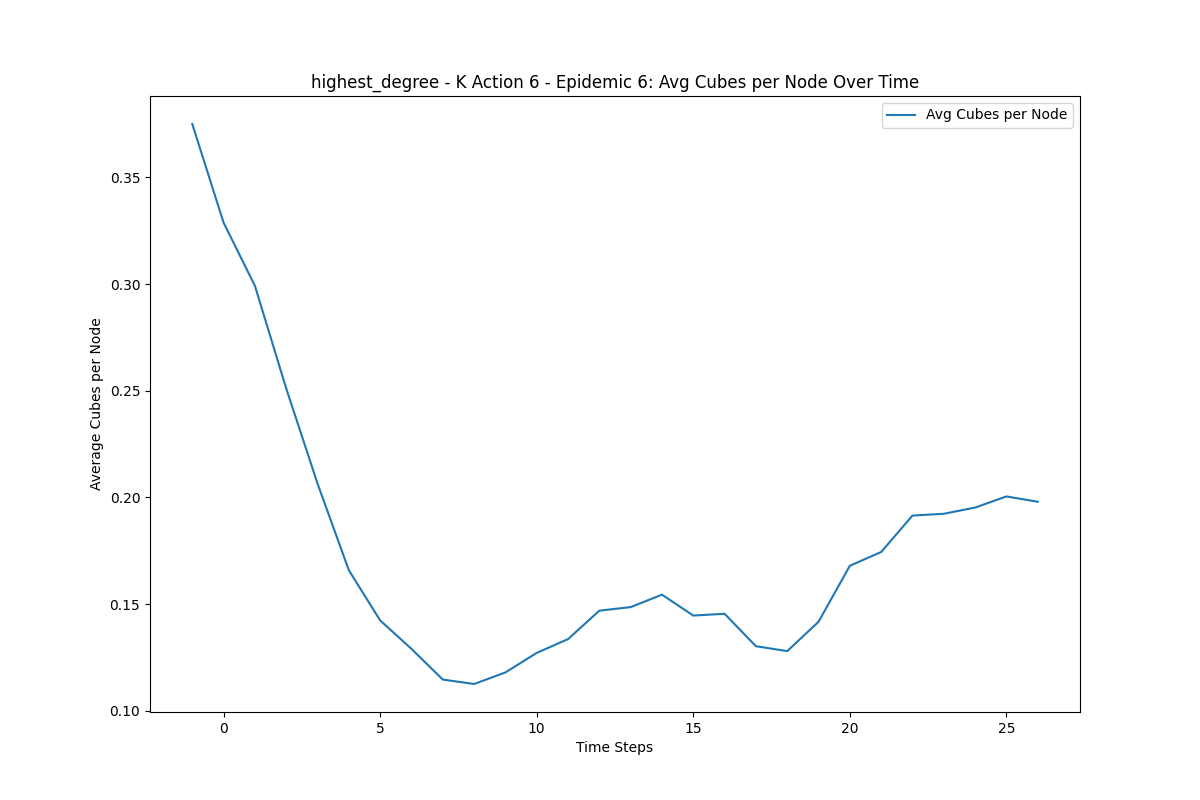 highest_degree - K Action 6 - Epidemic 6: Avg Cubes per Node Over Time
Avg Cubes per Node
Average Cubes per Node
0.35
0.30
0.25
0.20
0.15
0.10
0 5 10 15 20 25
Time Steps